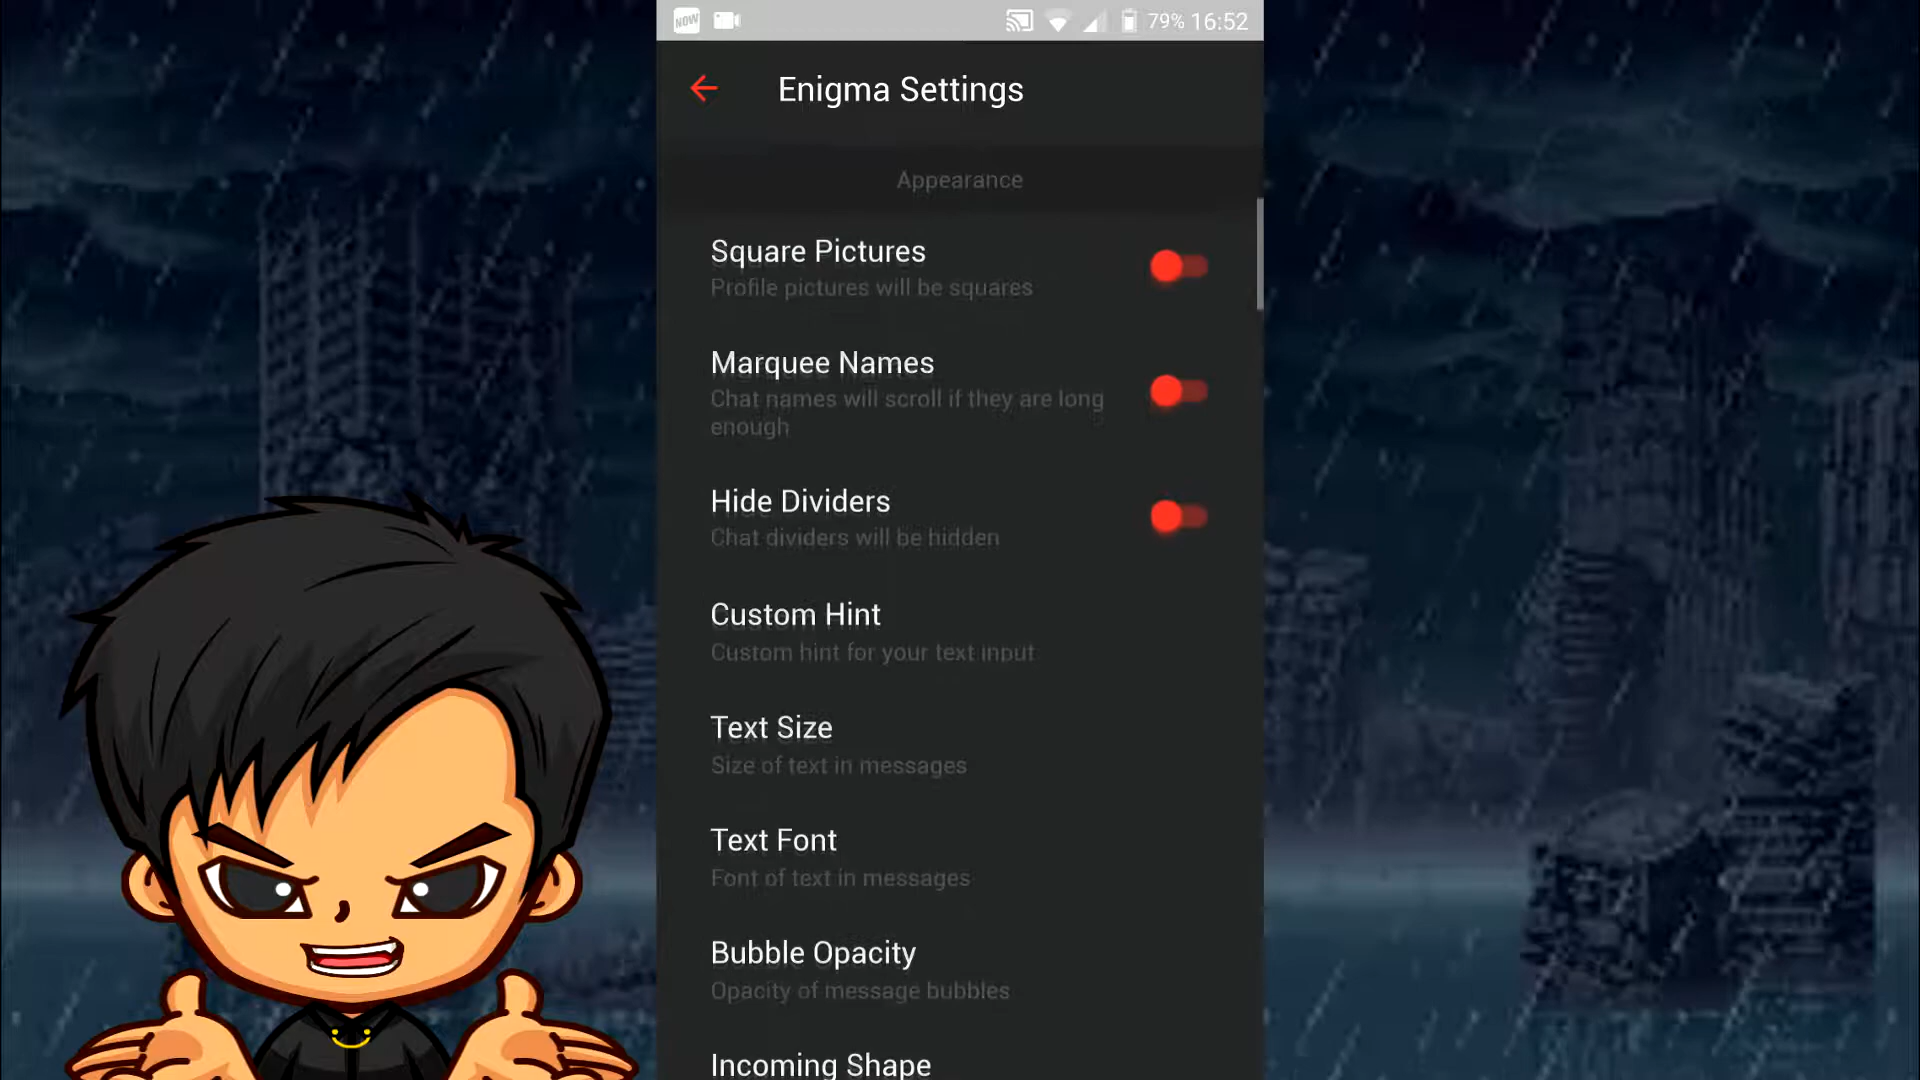 NOW
79% 16:52
Enigma Settings
Appearance
Square Pictures
Profile pictures will be squares
Marquee Names
Chat names will scroll if they are long
enough
Hide Dividers
Chat dividers will be hidden
Custom Hint
Custom hint for your text input
Text Size
Size of text in messages
Text Font
Font of text in messages
Bubble Opacity
Opacity of message bubbles
Incoming Shape